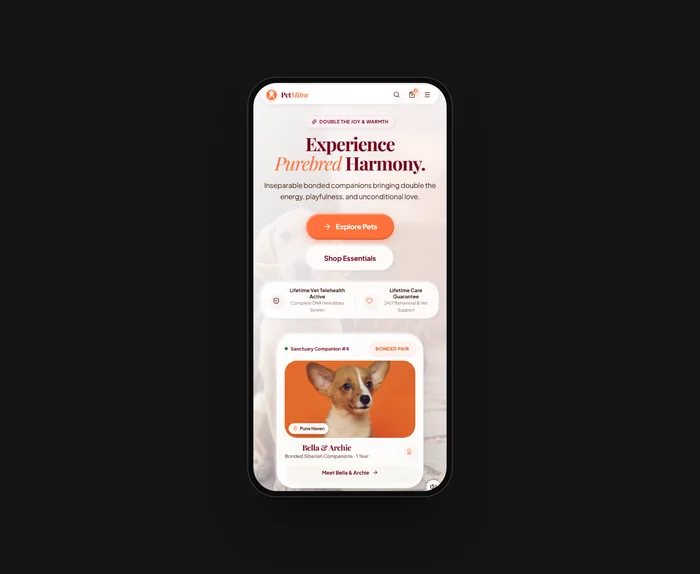 PetMitra
DOUBLE THE JOY & WARMTH
Experience
Purebred Harmony.
Inseparable bonded companions bringing double the
energy, playfulness, and unconditional love.
Explore Pets
Shop Essentials
Lifetime Vet Telehealth
Active
Complete DNA Hereditary
Screen
Lifetime Care
Guarantee
24/7 Behavioral & Vet
Support
Sanctuary Companion #4
BONDED PAIR
Pune Haven
Bella & Archie
Bonded Siberian Companions · 1 Year
Meet Bella & Archie